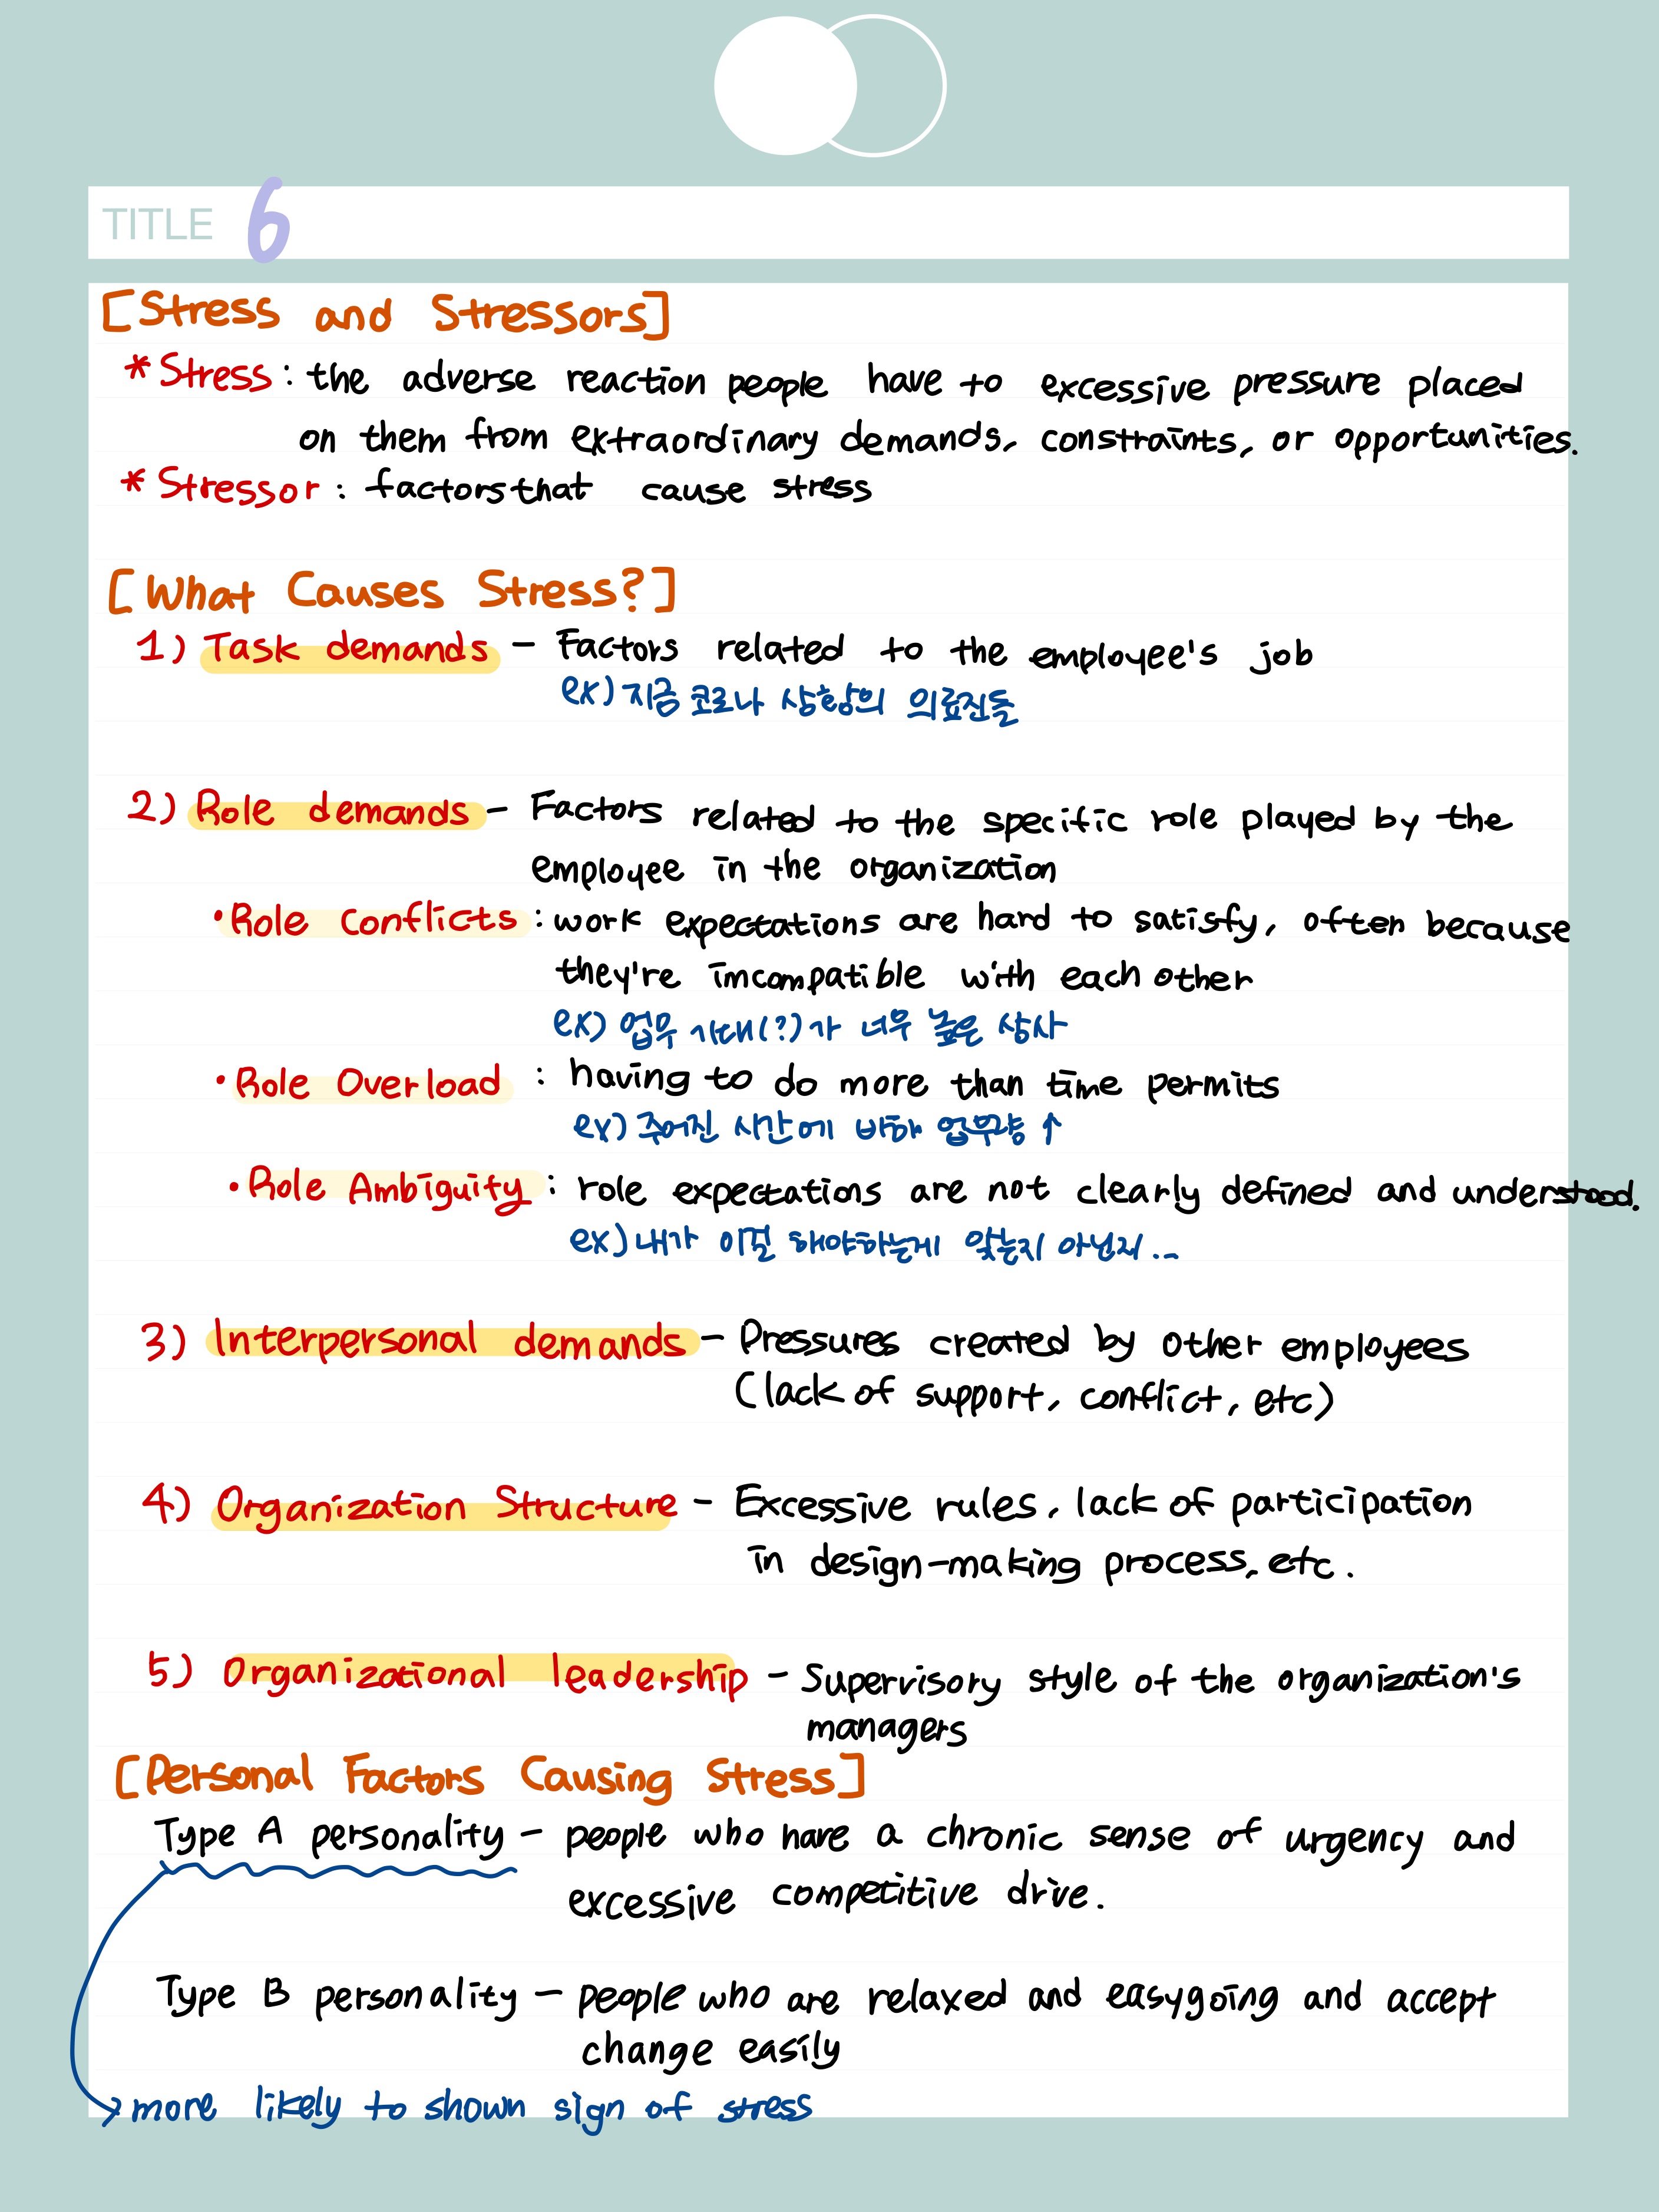 TITLE 6
[Stress and Stressors]
* Stress : the adverse reaction people have to excessive pressure placed
on them from extraordinary demands, constraints, or opportunities.
* Stressor : factors that cause stress
[What Causes Stress?]
1) Task demands - Factors related to the employee's job
ex) 지금 코로나 상황의 의료진들
2) Role demands - Factors related to the specific role played by the
employee in the organization
• Role Conflicts : work expectations are hard to satisfy, often because
they're incompatible with each other
ex) 업무 기대(?)가 너무 높은 상사
• Role Overload : having to do more than time permits
ex) 주어진 시간에 비해 업무량 ↑
• Role Ambiguity : role expectations are not clearly defined and understood.
ex) 내가 이걸 해야하는게 맞는지 아닌지...
3) Interpersonal demands - Pressures created by other employees
(lack of support, conflict, etc)
4) Organization Structure - Excessive rules, lack of participation
in design-making process, etc.
5) Organizational leadership - Supervisory style of the organization's
managers
[Personal Factors Causing Stress]
Type A personality - people who have a chronic sense of urgency and
excessive competitive drive.
Type B personality - people who are relaxed and easygoing and accept
change easily
→ more likely to shown sign of stress